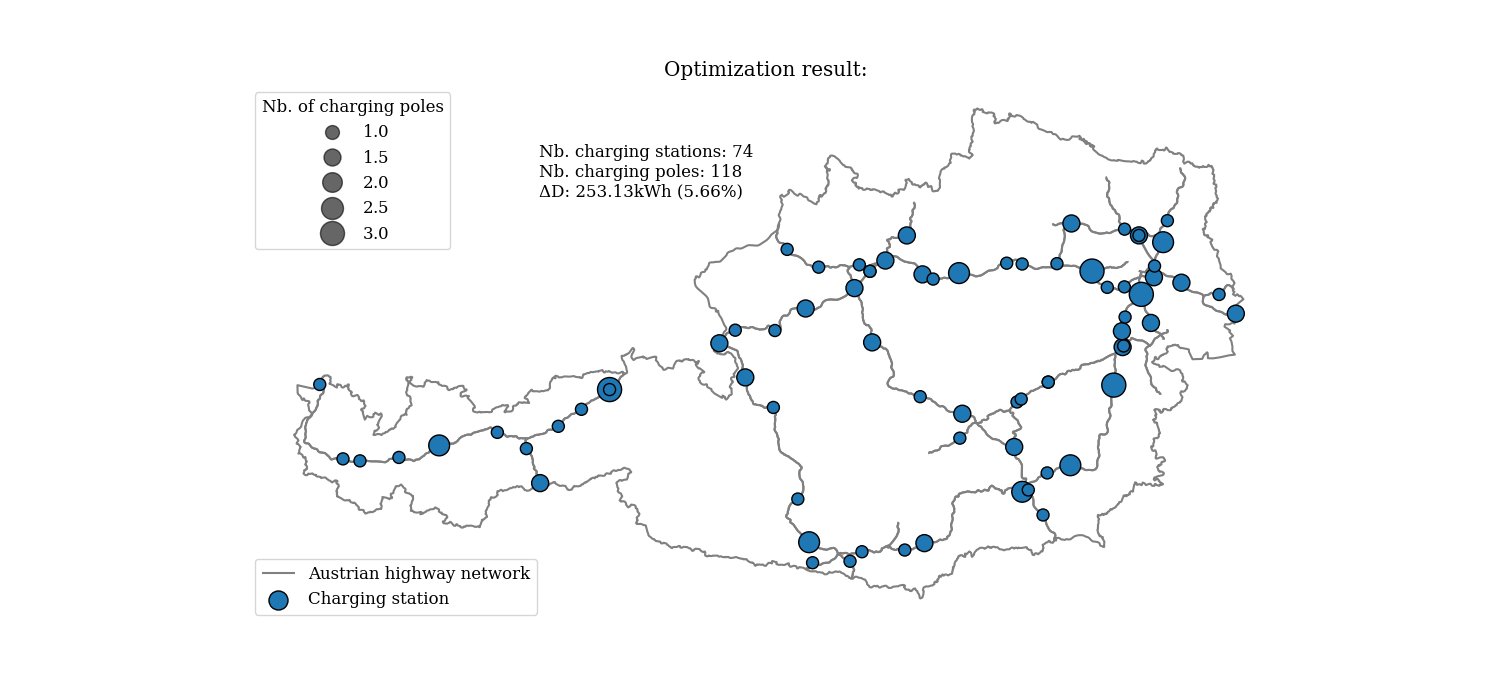 Optimization result:
Nb. of charging poles
1.0
1.5
2.0
2.5
3.0
Nb. charging stations: 74
Nb. charging poles: 118
ΔD: 253.13kWh (5.66%)
Austrian highway network
Charging station